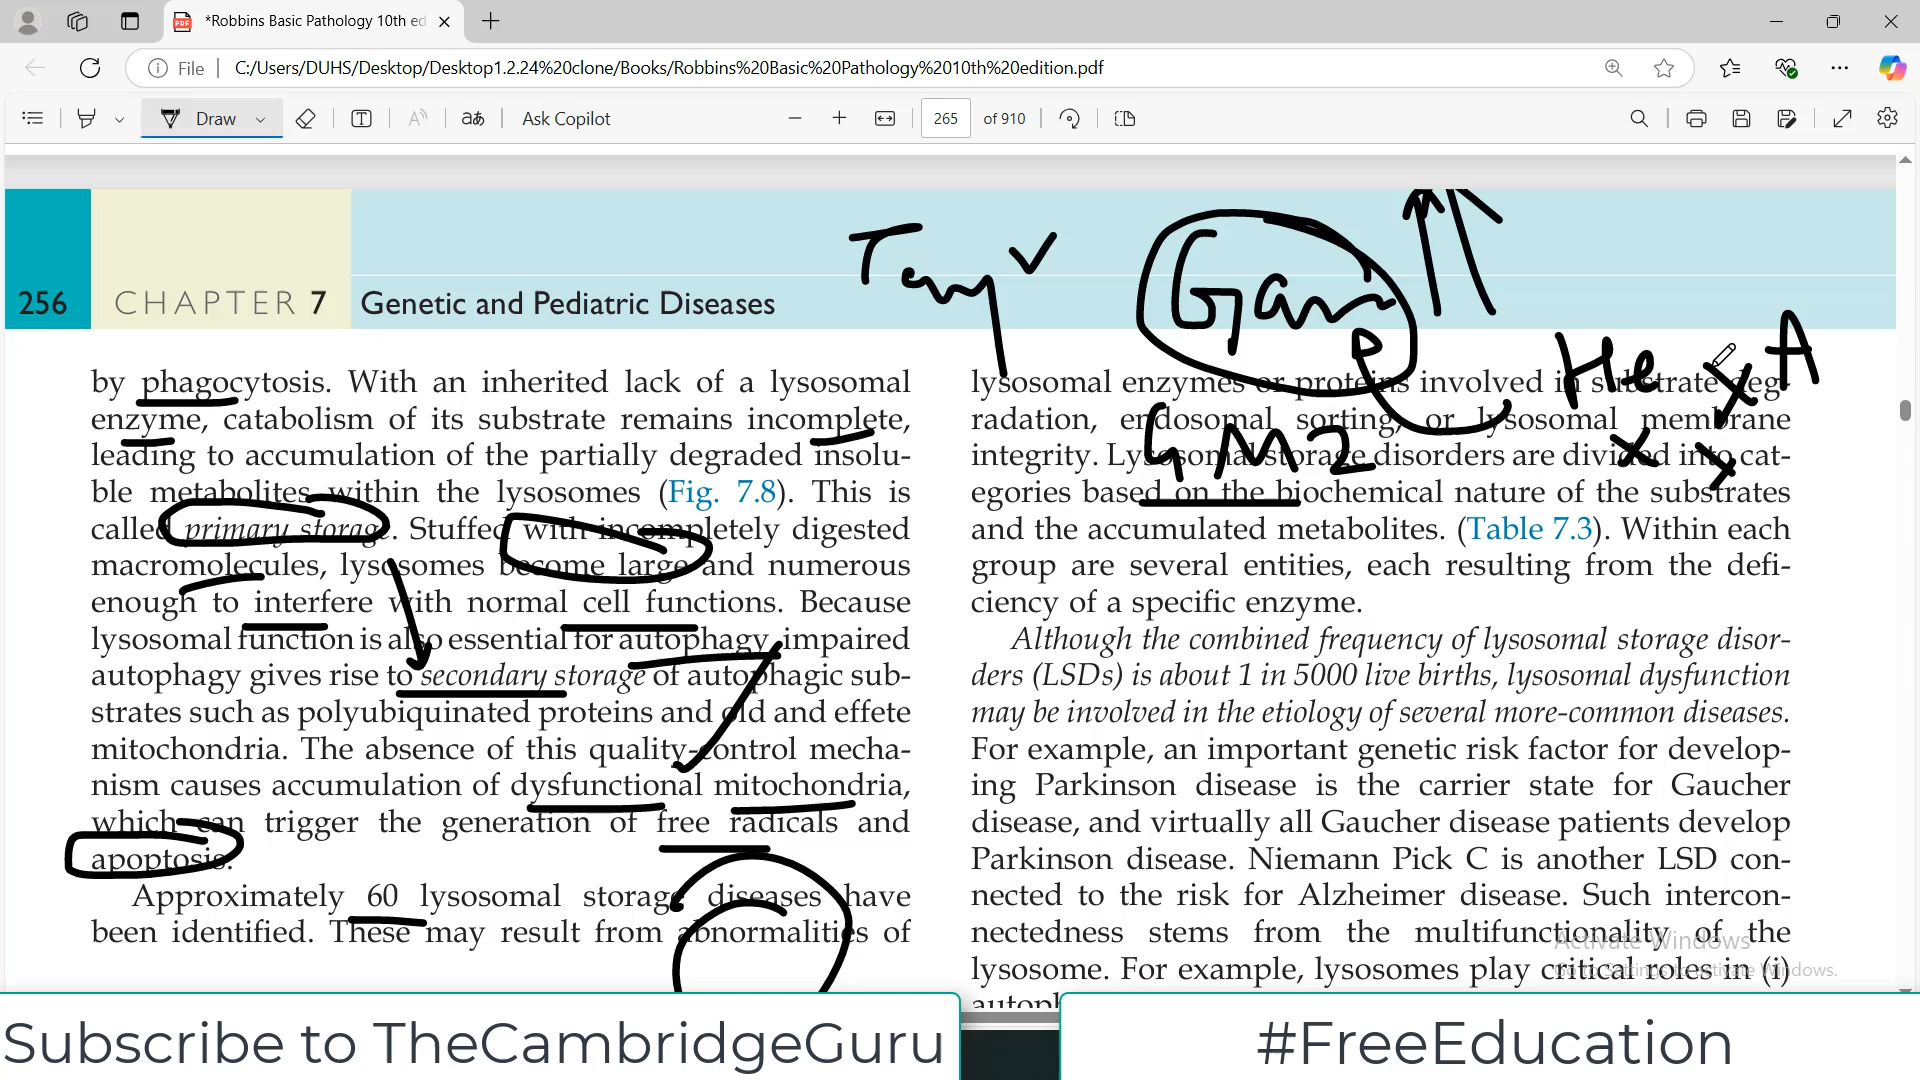 *Robbins Basic Pathology 10th ed
File
C:/Users/DUHS/Desktop/Desktop1.2.24%20clone/Books/Robbins%20Basic%20Pathology%2010th%20edition.pdf
Draw
Ask Copilot
265 of 910
256 CHAPTER 7 Genetic and Pediatric Diseases
Tay
Gan
Hex A
GM2
by phagocytosis. With an inherited lack of a lysosomal
enzyme, catabolism of its substrate remains incomplete,
leading to accumulation of the partially degraded insolu-
ble metabolites within the lysosomes (Fig. 7.8). This is
called primary storage. Stuffed with incompletely digested
macromolecules, lysosomes become large and numerous
enough to interfere with normal cell functions. Because
lysosomal function is also essential for autophagy, impaired
autophagy gives rise to secondary storage of autophagic sub-
strates such as polyubiquinated proteins and old and effete
mitochondria. The absence of this quality-control mecha-
nism causes accumulation of dysfunctional mitochondria,
which can trigger the generation of free radicals and
apoptosis.
Approximately 60 lysosomal storage diseases have
been identified. These may result from abnormalities of
lysosomal enzymes or proteins involved in substrate deg-
radation, endosomal sorting, or lysosomal membrane
integrity. Lysosomal storage disorders are divided into cat-
egories based on the biochemical nature of the substrates
and the accumulated metabolites. (Table 7.3). Within each
group are several entities, each resulting from the defi-
ciency of a specific enzyme.
Although the combined frequency of lysosomal storage disor-
ders (LSDs) is about 1 in 5000 live births, lysosomal dysfunction
may be involved in the etiology of several more-common diseases.
For example, an important genetic risk factor for develop-
ing Parkinson disease is the carrier state for Gaucher
disease, and virtually all Gaucher disease patients develop
Parkinson disease. Niemann Pick C is another LSD con-
nected to the risk for Alzheimer disease. Such intercon-
nectedness stems from the multifunctionality of the
lysosome. For example, lysosomes play critical roles in (i)
Activate Windows
Go to Settings to activate Windows.
Subscribe to TheCambridgeGuru
#FreeEducation